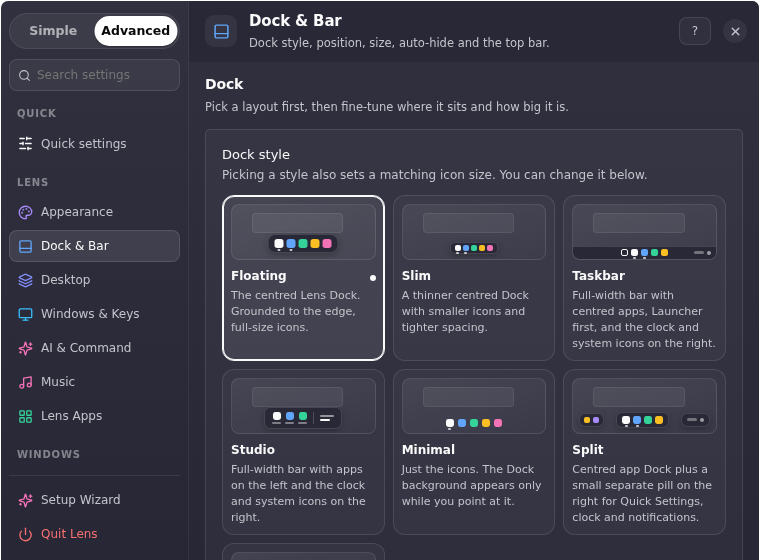 Simple
Advanced
Search settings
QUICK
Quick settings
LENS
Appearance
Dock & Bar
Desktop
Windows & Keys
AI & Command
Music
Lens Apps
WINDOWS
Setup Wizard
Quit Lens
Dock & Bar
Dock style, position, size, auto-hide and the top bar.
?
Dock
Pick a layout first, then fine-tune where it sits and how big it is.
Dock style
Picking a style also sets a matching icon size. You can change it below.
Floating
The centred Lens Dock.
Grounded to the edge,
full-size icons.
Slim
A thinner centred Dock
with smaller icons and
tighter spacing.
Taskbar
Full-width bar with
centred apps, Launcher
first, and the clock and
system icons on the right.
Studio
Full-width bar with apps
on the left and the clock
and system icons on the
right.
Minimal
Just the icons. The Dock
background appears only
while you point at it.
Split
Centred app Dock plus a
small separate pill on the
right for Quick Settings,
clock and notifications.